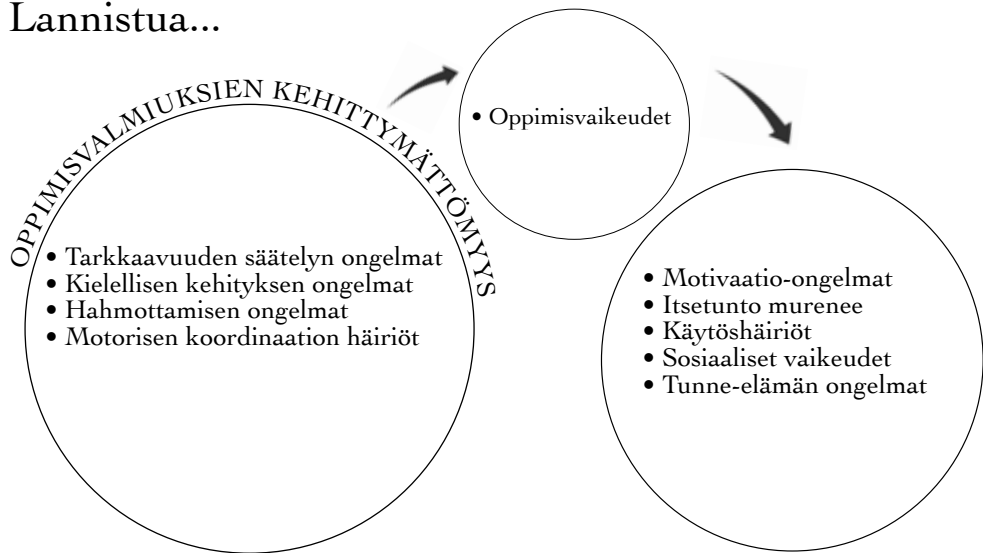 Lannistua...
OPPIMISVALMIUKSIEN KEHITTYMÄTTÖMYYS
• Tarkkaavuuden säätelyn ongelmat
• Kielellisen kehityksen ongelmat
• Hahmottamisen ongelmat
• Motorisen koordinaation häiriöt
• Oppimisvaikeudet
• Motivaatio-ongelmat
• Itsetunto murenee
• Käytöshäiriöt
• Sosiaaliset vaikeudet
• Tunne-elämän ongelmat